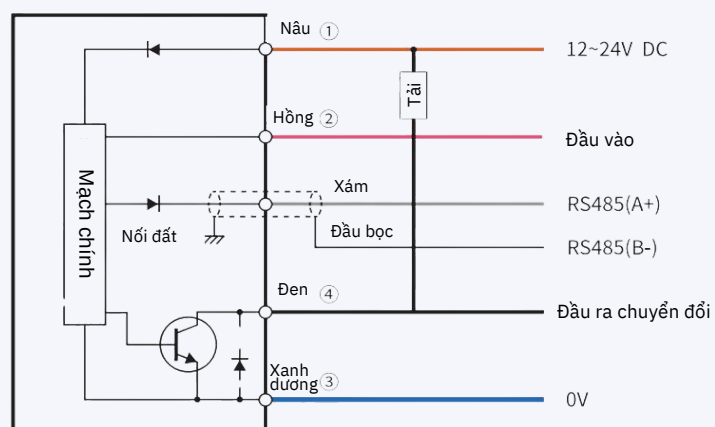 Nâu ①
12~24V DC
Tải
Hồng ②
Đầu vào
Mạch chính
Xám
RS485(A+)
Nối đất
Đầu bọc
RS485(B-)
Đen ④
Đầu ra chuyển đổi
Xanh
dương ③
0V